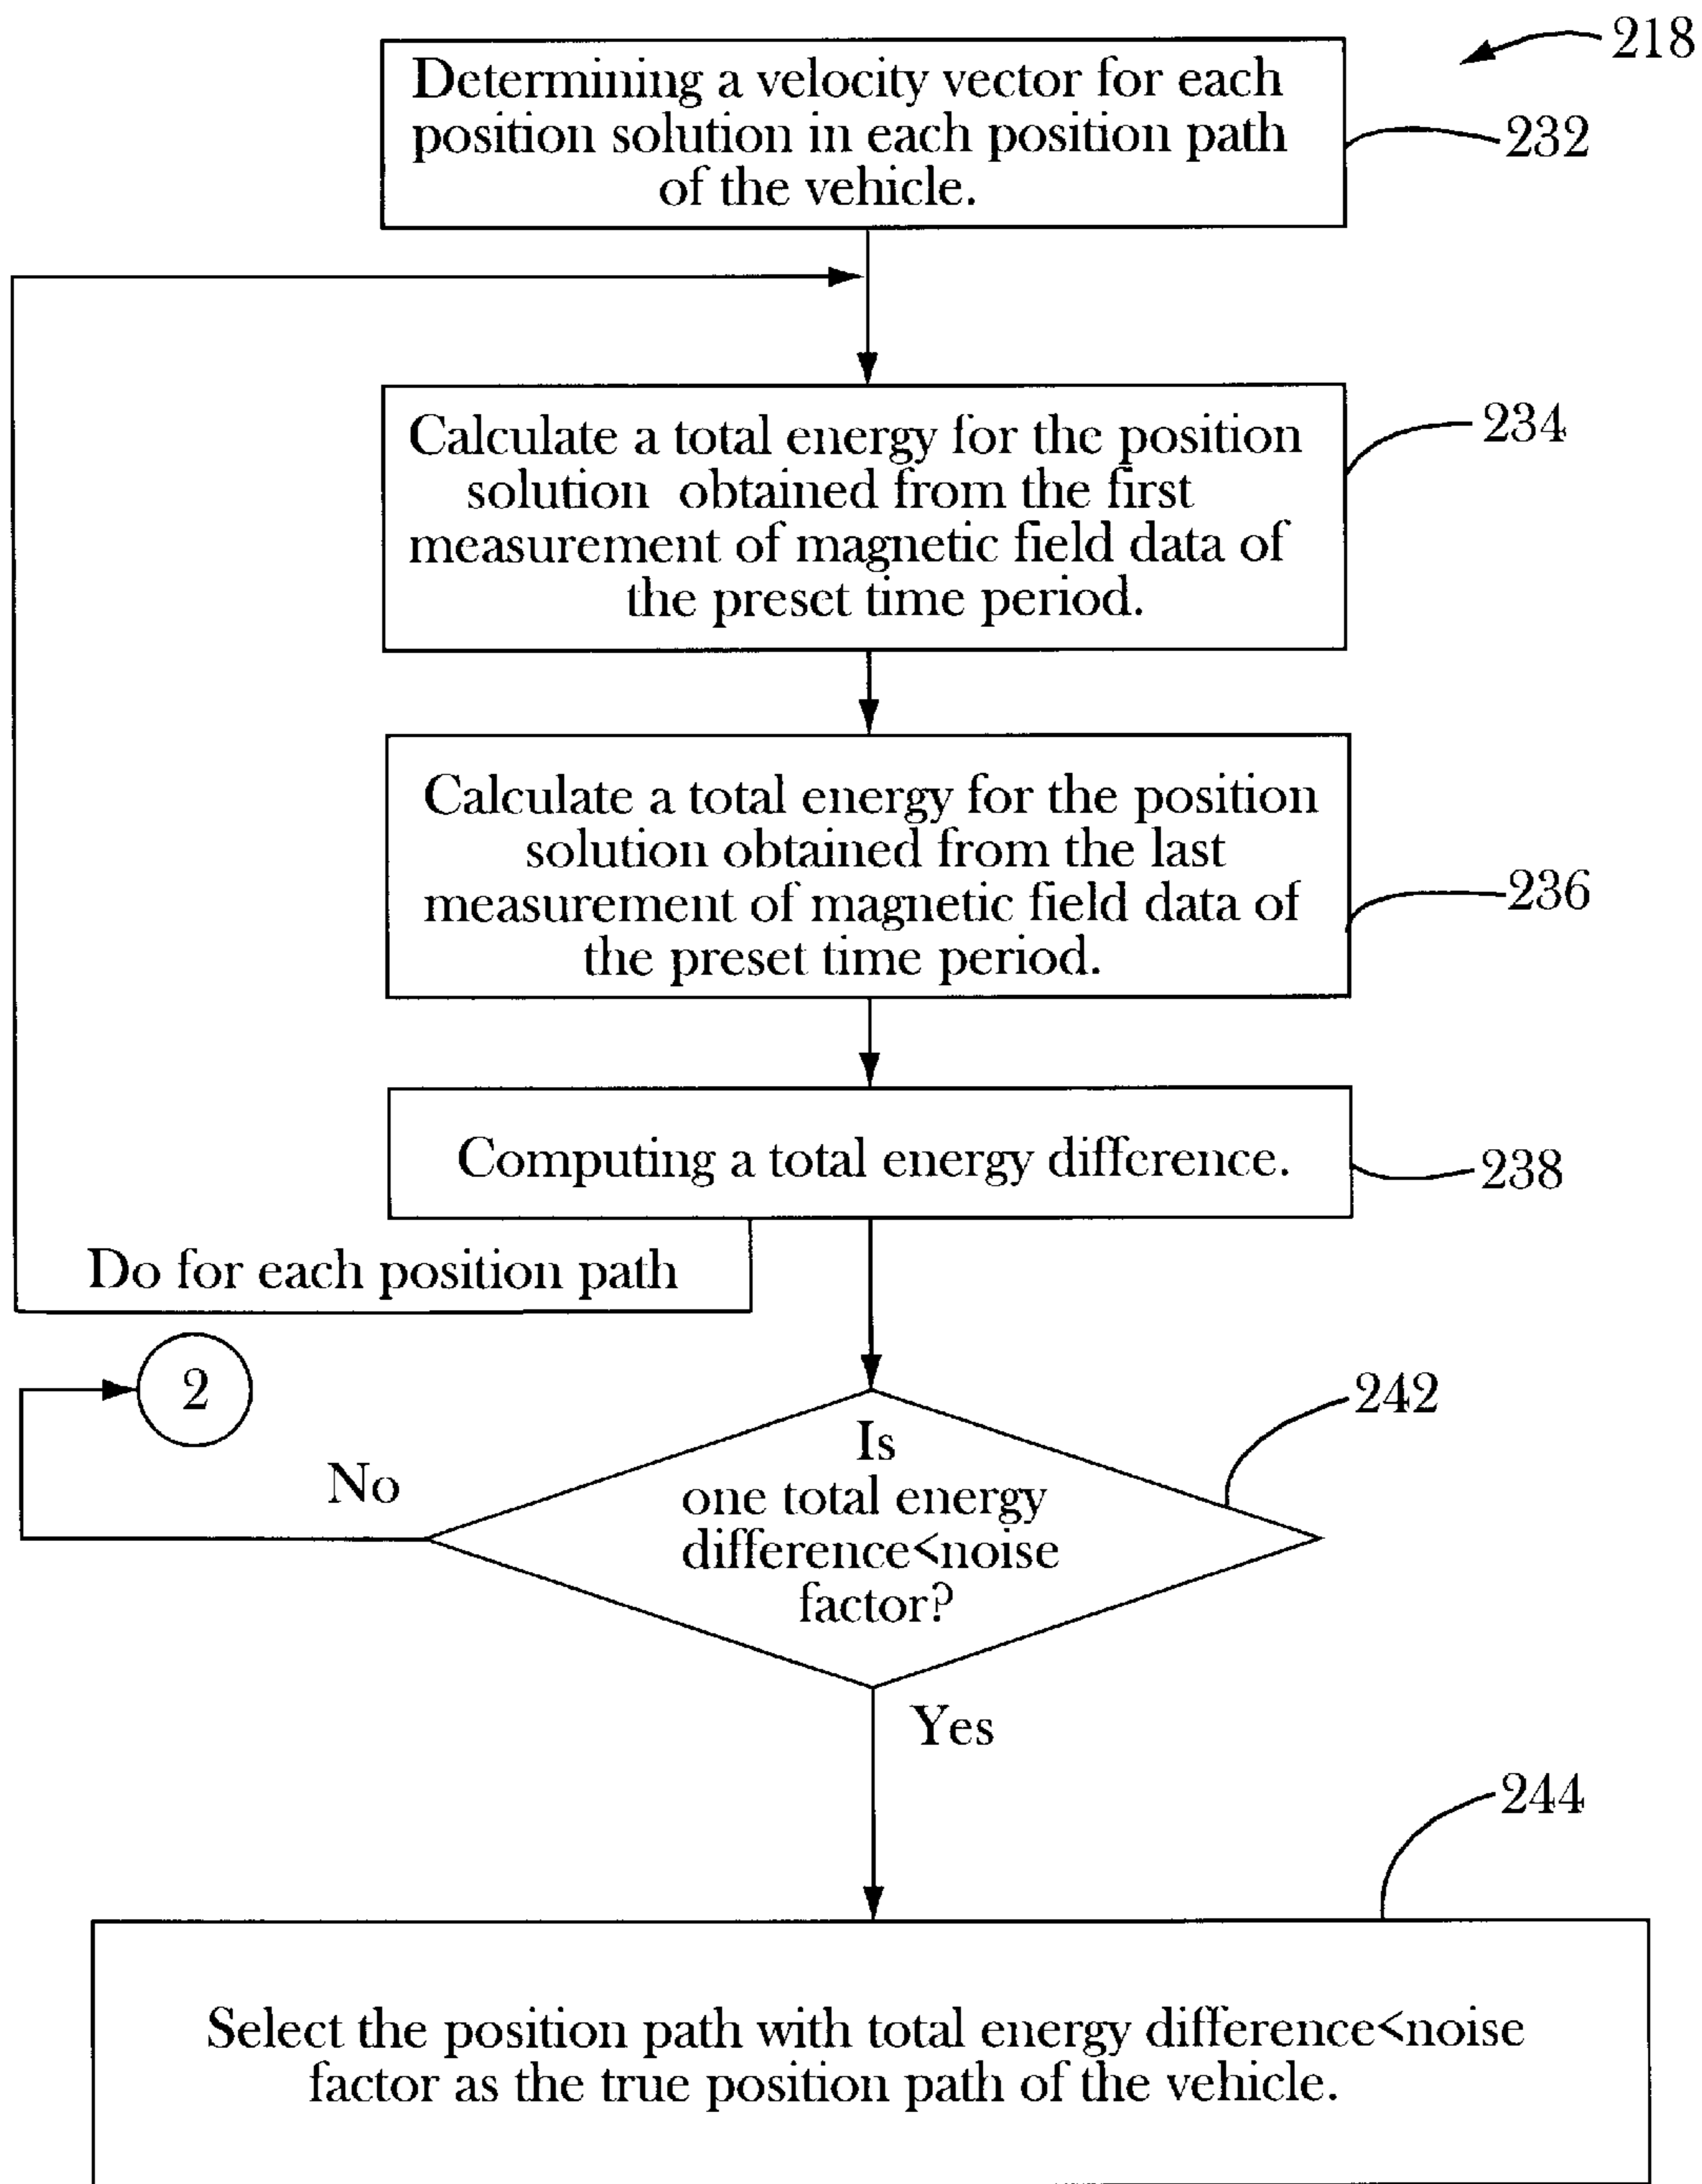 218
Determining a velocity vector for each
position solution in each position path
of the vehicle.
232
Calculate a total energy for the position
solution obtained from the first
measurement of magnetic field data of
the preset time period.
234
Calculate a total energy for the position
solution obtained from the last
measurement of magnetic field data of
the preset time period.
236
Computing a total energy difference.
238
Do for each position path
2
No
Is
one total energy
difference<noise
factor?
242
Yes
244
Select the position path with total energy difference<noise
factor as the true position path of the vehicle.